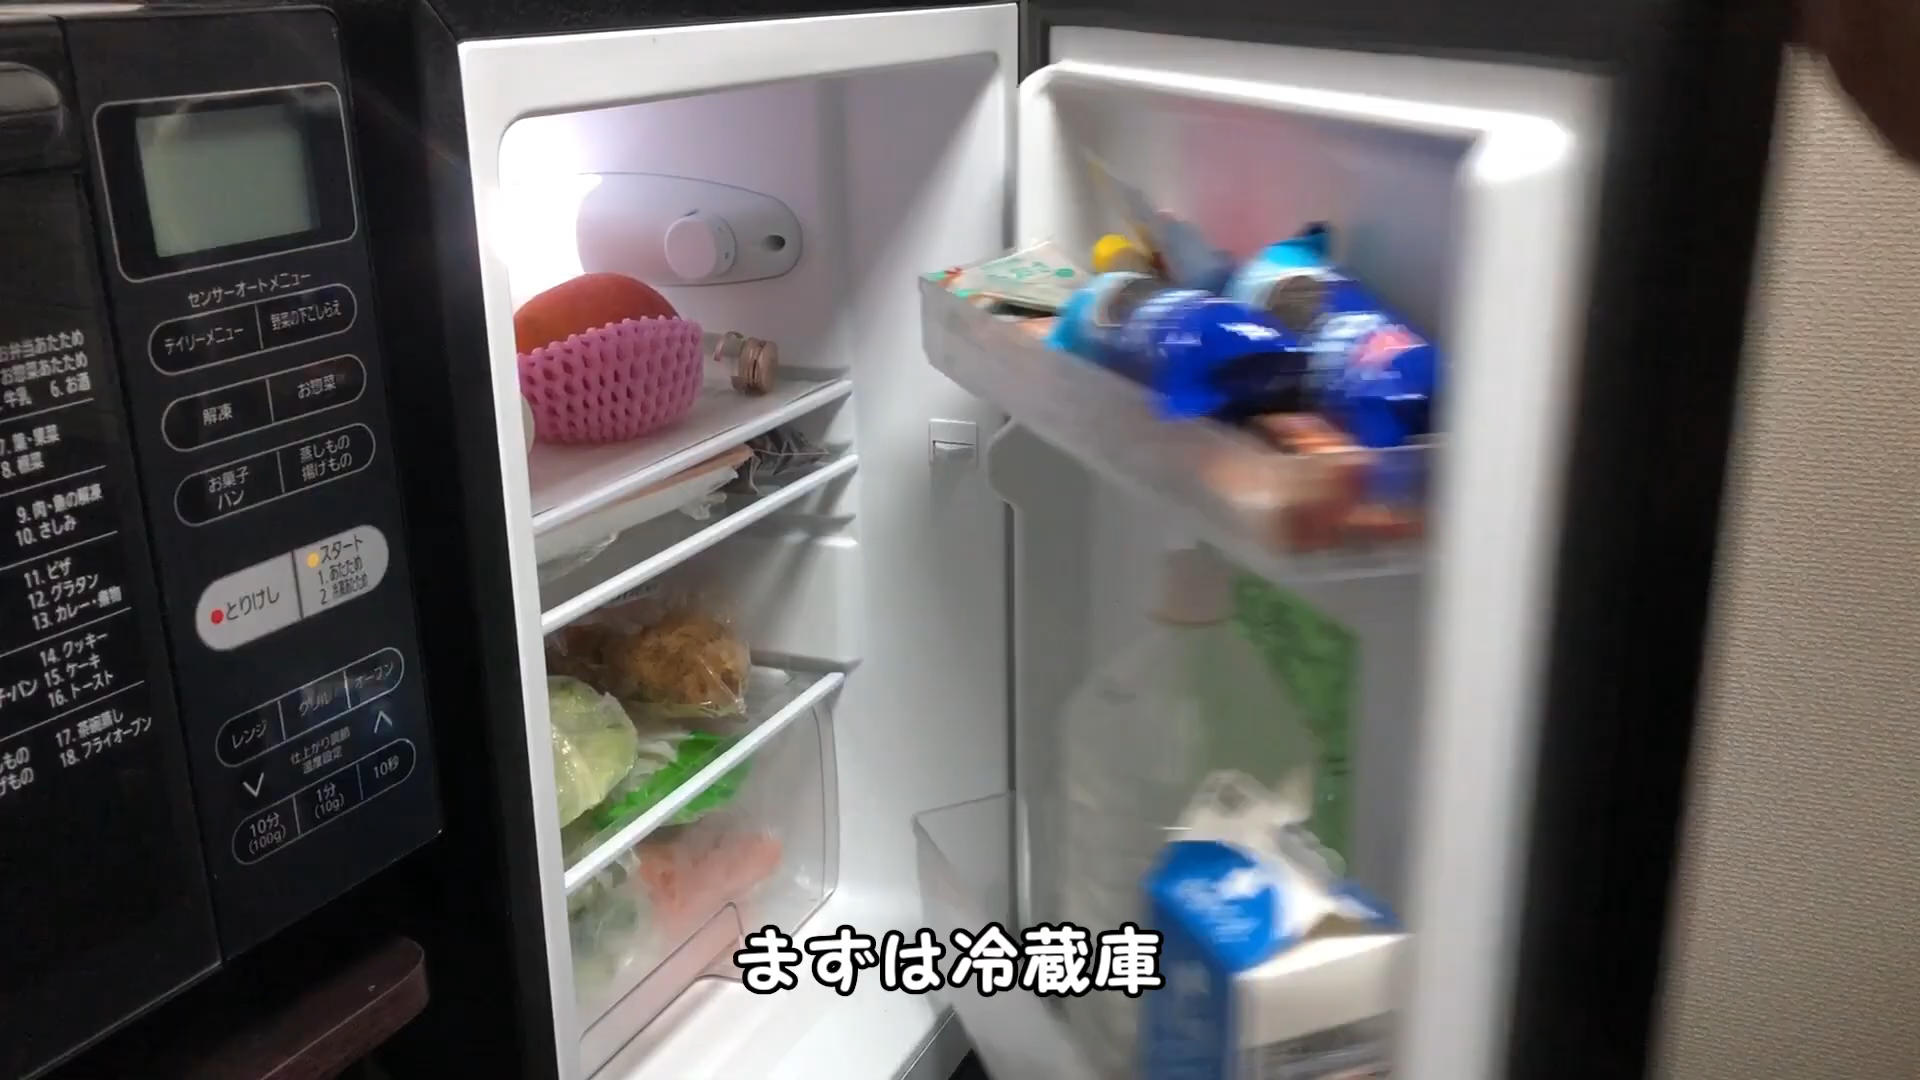 センサーオートメニュー
デイリーメニュー
野菜の下ごしらえ
解凍
お惣菜
お菓子
パン
蒸しもの
揚げもの
とりけし
スタート
1. あたため
レンジ
グリル
オーブン
仕上がり調節
温度設定
10分
(100g)
1分
(10g)
10秒
お弁当あたため
お惣菜あたため
牛乳 6. お酒
7. 葉・果菜
8. 根菜
9. 肉・魚の解凍
10. さしみ
11. ピザ
12. グラタン
13. カレー・煮物
14. クッキー
15. ケーキ
16. トースト
17. 茶碗蒸し
18. フライオーブン
まずは冷蔵庫